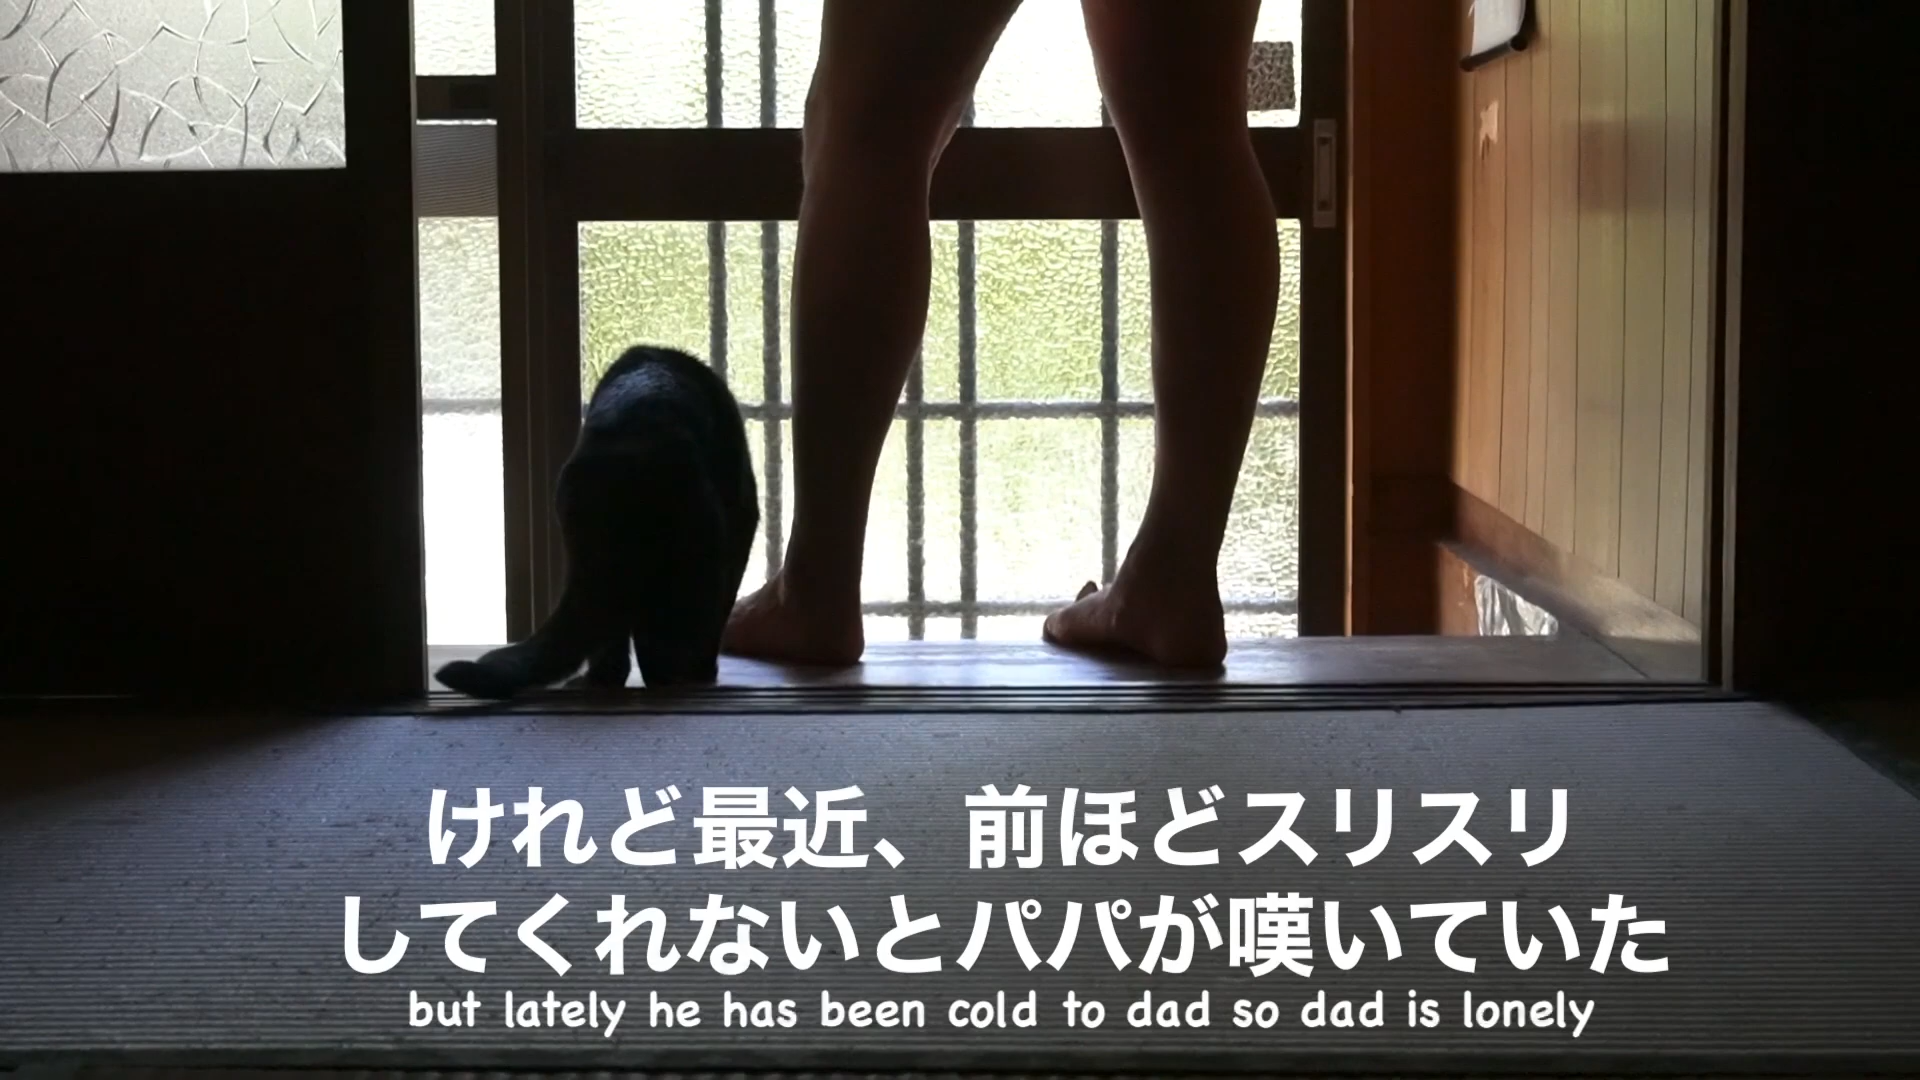 けれど最近、前ほどスリスリ
してくれないとパパが嘆いていた
but lately he has been cold to dad so dad is lonely